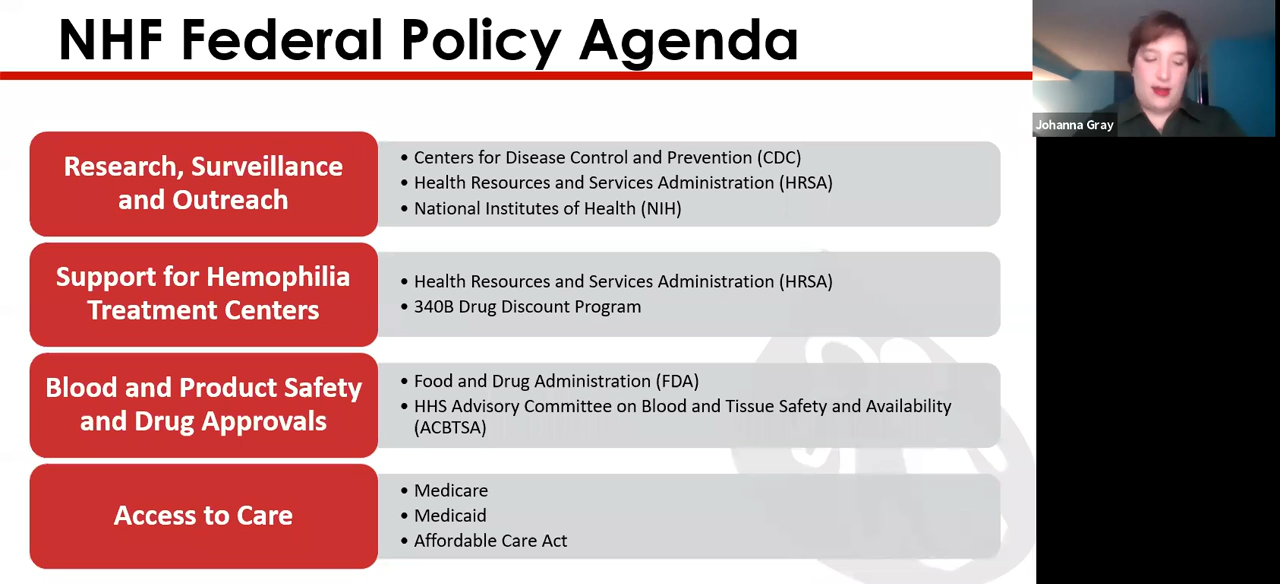 NHF Federal Policy Agenda
Johanna Gray
Research, Surveillance
and Outreach
• Centers for Disease Control and Prevention (CDC)
• Health Resources and Services Administration (HRSA)
• National Institutes of Health (NIH)
Support for Hemophilia
Treatment Centers
• Health Resources and Services Administration (HRSA)
• 340B Drug Discount Program
Blood and Product Safety
and Drug Approvals
• Food and Drug Administration (FDA)
• HHS Advisory Committee on Blood and Tissue Safety and Availability
(ACBTSA)
Access to Care
• Medicare
• Medicaid
• Affordable Care Act